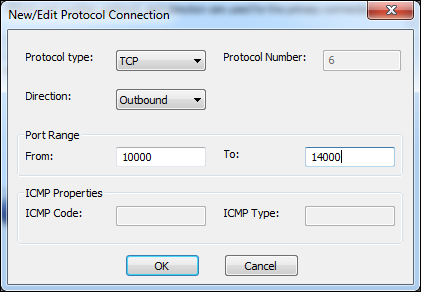 New/Edit Protocol Connection
Protocol type: TCP Protocol Number: 6
Direction: Outbound
Port Range
From: 10000 To: 14000
ICMP Properties
ICMP Code: ICMP Type:
OK Cancel